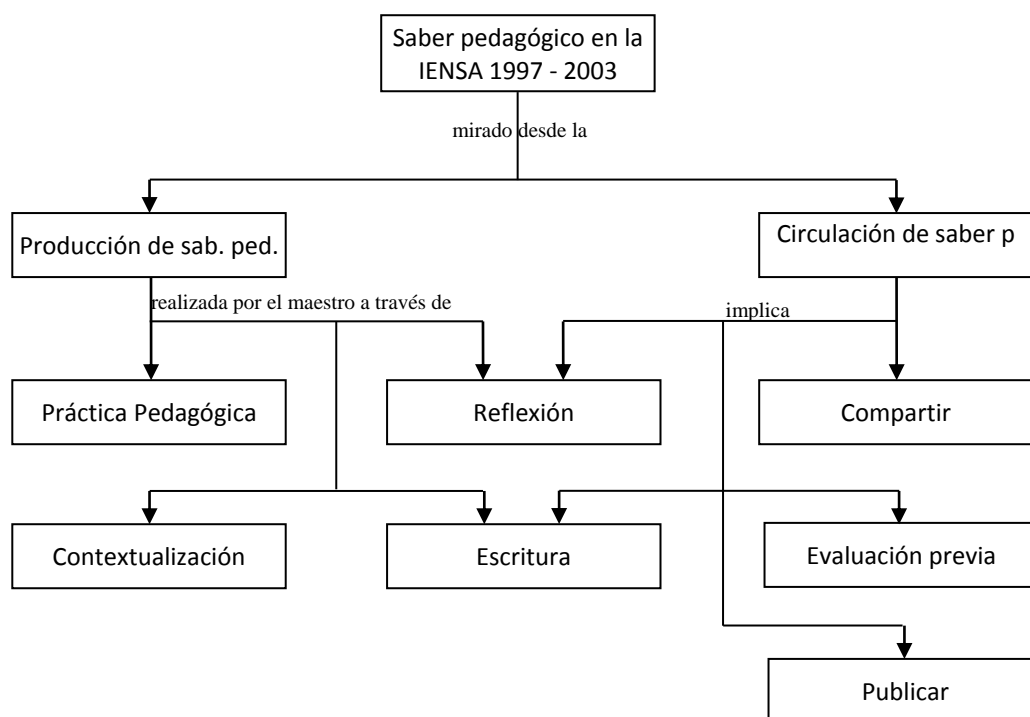 Saber pedagógico en la
IENSA 1997 - 2003
mirado desde la
Producción de sab. ped.
Circulación de saber p
realizada por el maestro a través de
implica
Práctica Pedagógica
Reflexión
Compartir
Contextualización
Escritura
Evaluación previa
Publicar